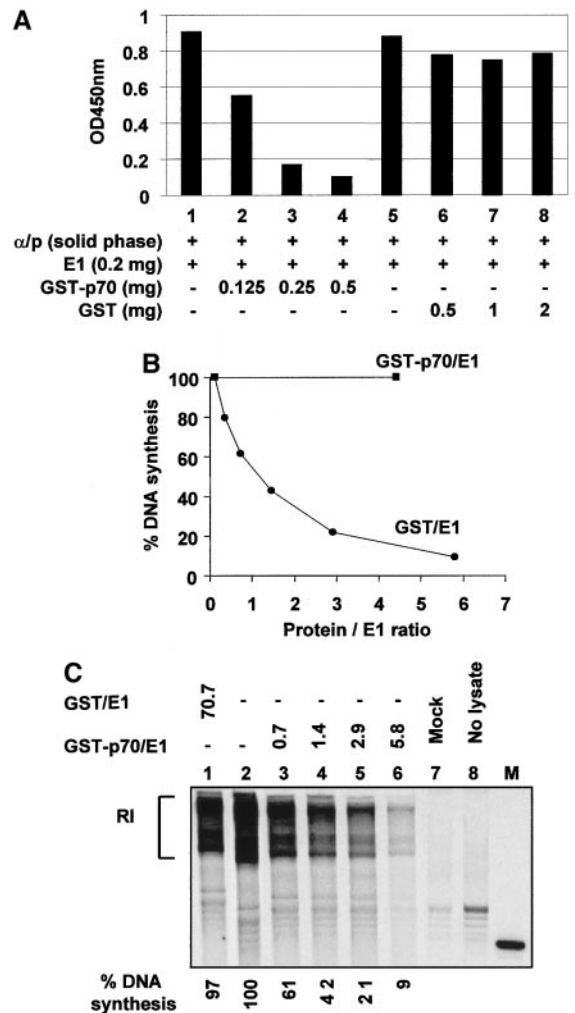 A
OD450nm
1
0.8
0.6
0.4
0.2
0
1 2 3 4 5 6 7 8
α/p (solid phase) + + + + + + + +
E1 (0.2 mg) + + + + + + + +
GST-p70 (mg) - 0.125 0.25 0.5 - - - -
GST (mg) - - - - - 0.5 1 2
B
% DNA synthesis
100
80
60
40
20
0
GST-p70/E1
GST/E1
0 1 2 3 4 5 6 7
Protein / E1 ratio
C
GST/E1 70.7 - - - - - Mock No lysate
GST-p70/E1 - - 0.7 1.4 2.9 5.8
1 2 3 4 5 6 7 8 M
RI
% DNA synthesis 97 100 61 4 2 2 1 9